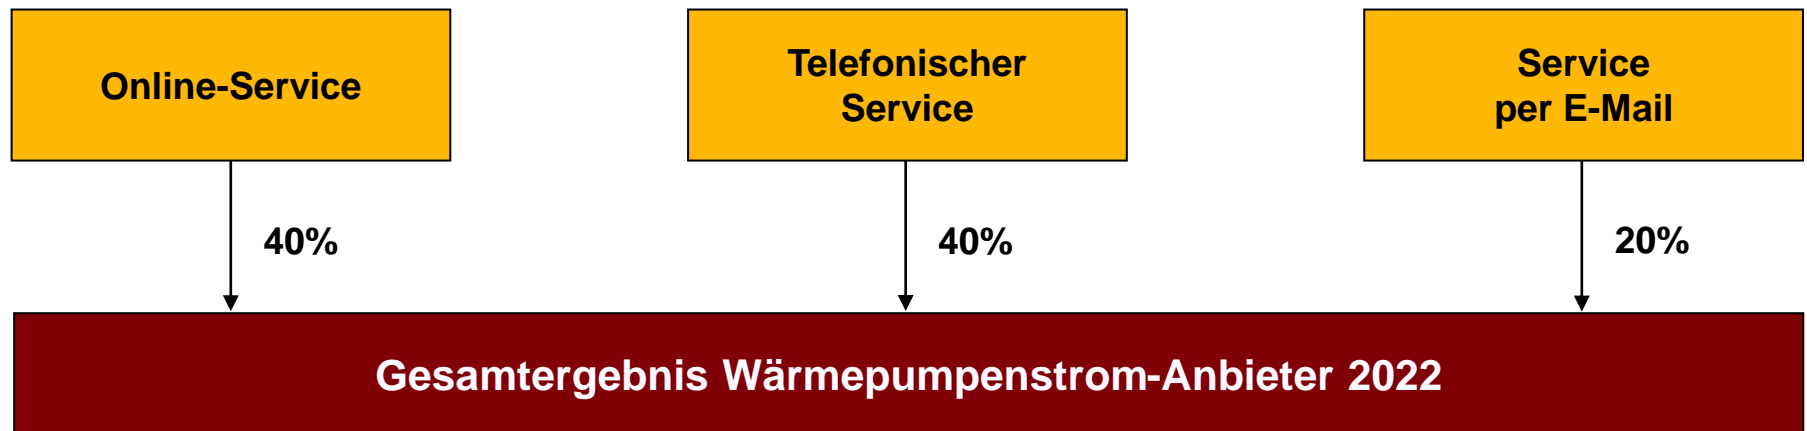 Online-Service
Telefonischer
Service
Service
per E-Mail
40%
40%
20%
Gesamtergebnis Wärmepumpenstrom-Anbieter 2022